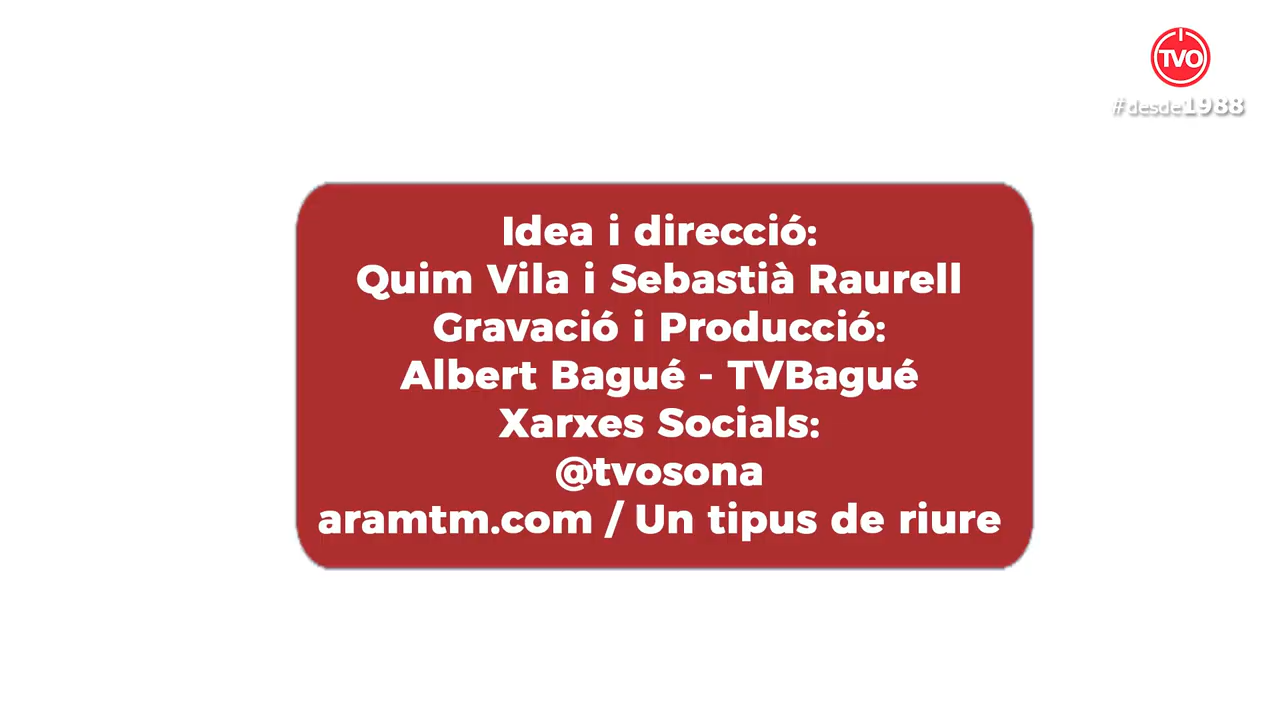 TVO
#desde1988
Idea i direcció:
Quim Vila i Sebastià Raurell
Gravació i Producció:
Albert Bagué - TVBagué
Xarxes Socials:
@tvosona
aramtm.com / Un tipus de riure